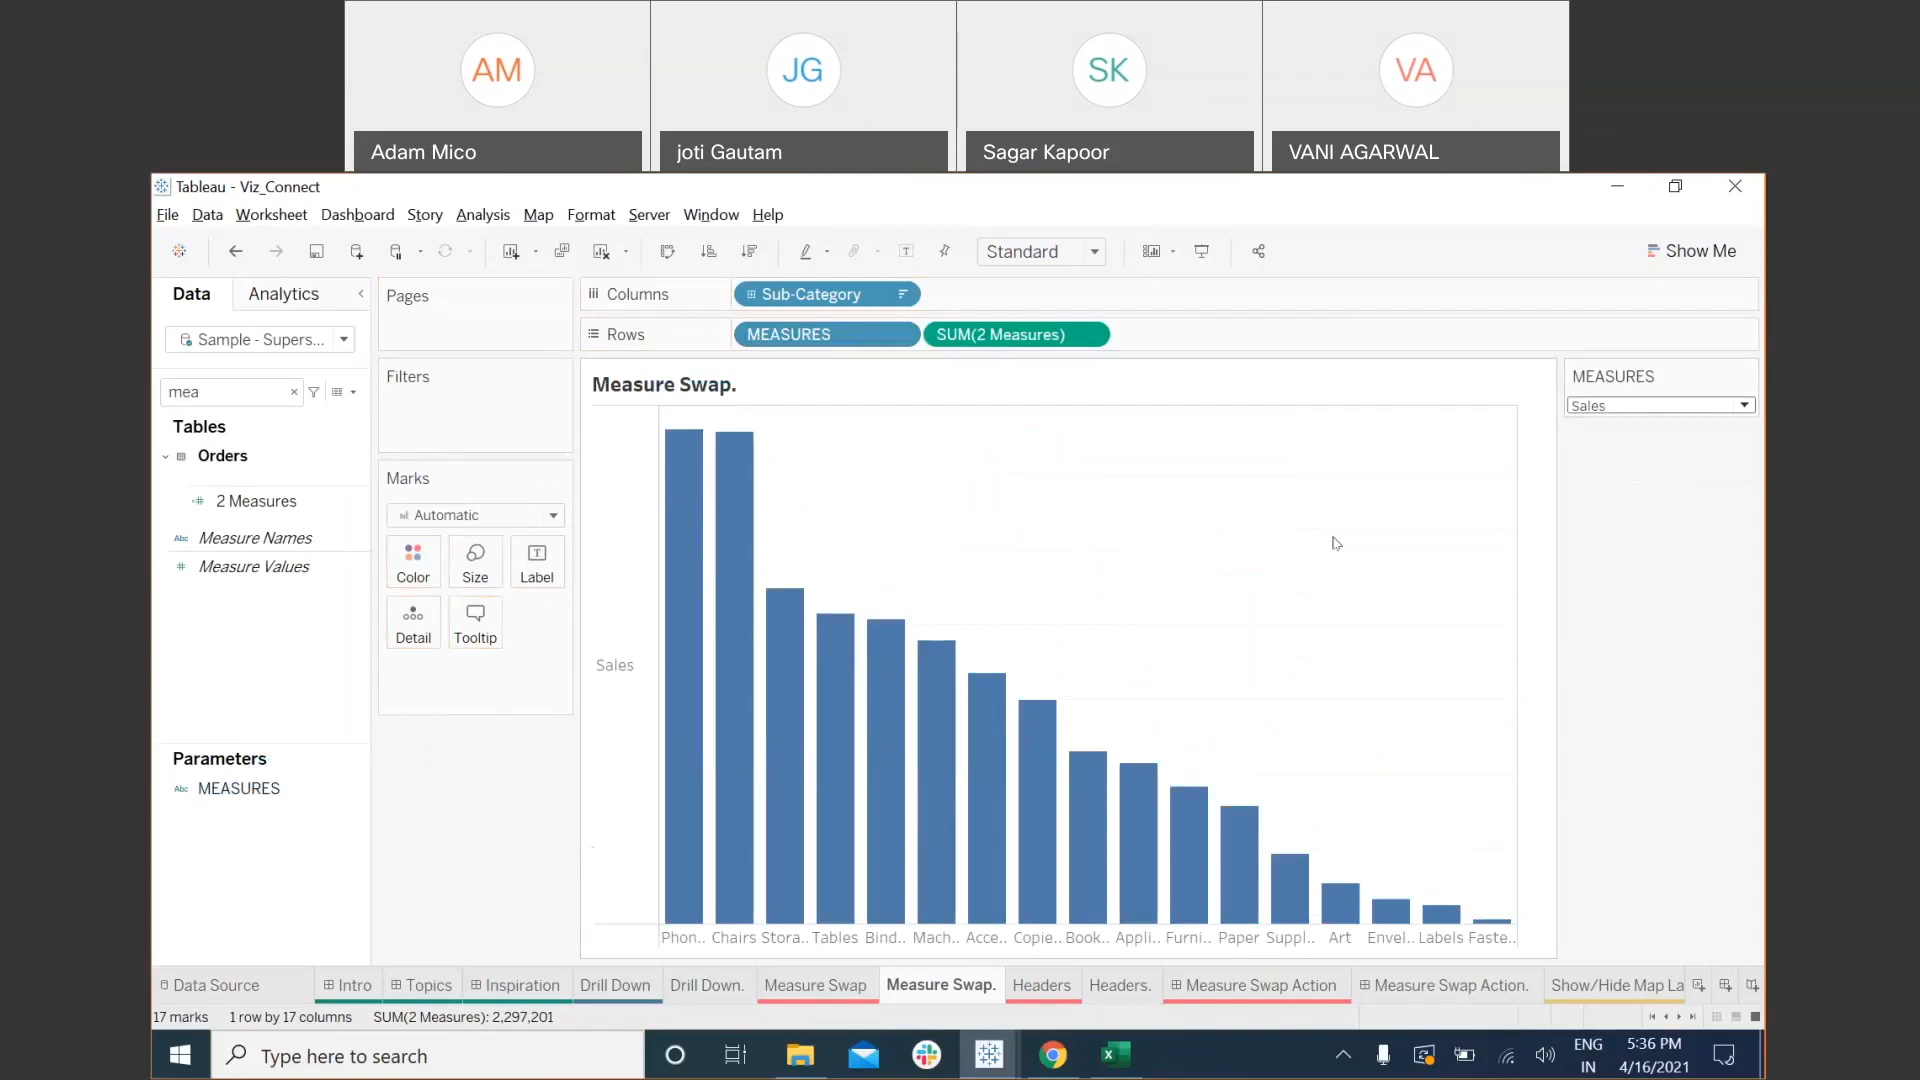 AM
JG
SK
VA
Adam Mico
joti Gautam
Sagar Kapoor
VANI AGARWAL
Tableau - Viz_Connect
File Data Worksheet Dashboard Story Analysis Map Format Server Window Help
Standard
Show Me
Data
Analytics
Pages
Columns
Sub-Category
Sample - Supers...
Rows
MEASURES
SUM(2 Measures)
Filters
Measure Swap.
MEASURES
Sales
mea
Tables
Orders
Marks
2 Measures
Automatic
Abc Measure Names
Measure Values
Color
Size
Label
Detail
Tooltip
Sales
Parameters
Abc MEASURES
Phon.. Chairs Stora.. Tables Bind.. Mach.. Acce.. Copie.. Book.. Appli.. Furni.. Paper Suppl.. Art Envel.. Labels Faste..
Data Source
Intro
Topics
Inspiration
Drill Down
Drill Down.
Measure Swap
Measure Swap.
Headers
Headers.
Measure Swap Action
Measure Swap Action.
Show/Hide Map La
17 marks 1 row by 17 columns SUM(2 Measures): 2,297,201
Type here to search
ENG
IN
5:36 PM
4/16/2021